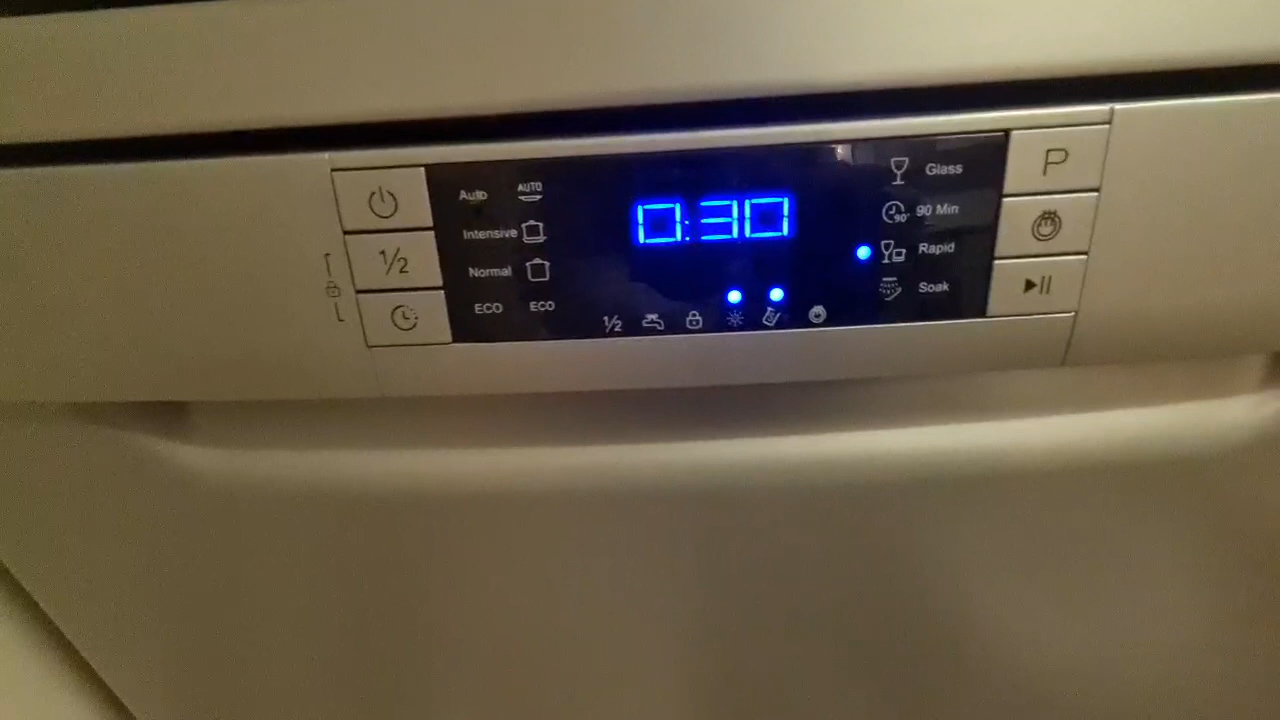 1/2
Auto AUTO
Intensive
Normal
ECO ECO
0:30
1/2
Glass
90' 90 Min
Rapid
Soak
P